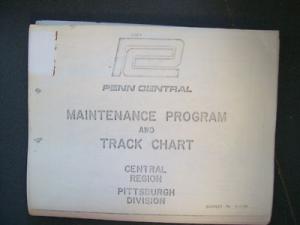 PENN CENTRAL
MAINTENANCE PROGRAM
AND
TRACK CHART
CENTRAL
REGION
PITTSBURGH
DIVISION